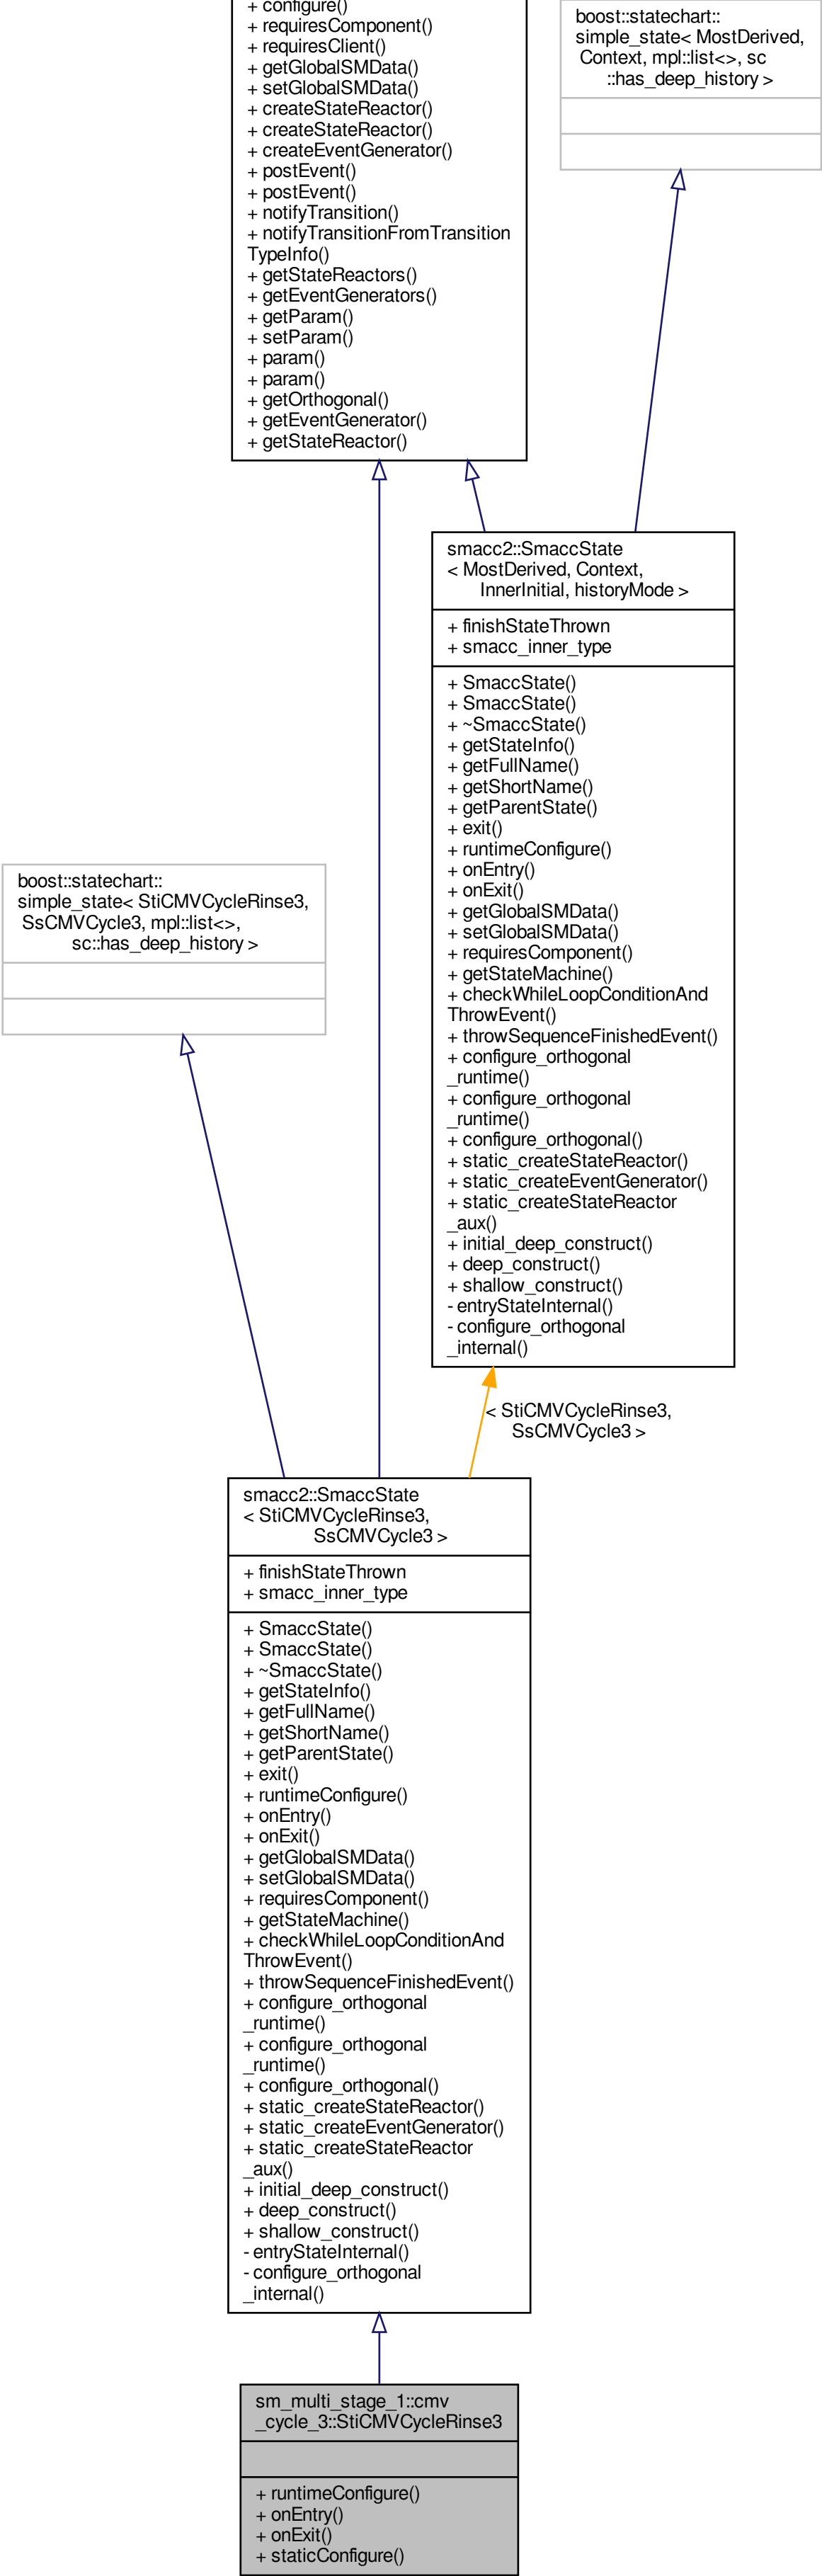 + configure()
+ requiresComponent()
+ requiresClient()
+ getGlobalSMData()
+ setGlobalSMData()
+ createStateReactor()
+ createStateReactor()
+ createEventGenerator()
+ postEvent()
+ postEvent()
+ notifyTransition()
+ notifyTransitionFromTransition
TypeInfo()
+ getStateReactors()
+ getEventGenerators()
+ getParam()
+ setParam()
+ param()
+ param()
+ getOrthogonal()
+ getEventGenerator()
+ getStateReactor()
boost::statechart::
simple_state< MostDerived,
Context, mpl::list<>, sc
::has_deep_history >
smacc2::SmaccState
< MostDerived, Context,
InnerInitial, historyMode >
+ finishStateThrown
+ smacc_inner_type
+ SmaccState()
+ SmaccState()
+ ~SmaccState()
+ getStateInfo()
+ getFullName()
+ getShortName()
+ getParentState()
+ exit()
+ runtimeConfigure()
+ onEntry()
+ onExit()
+ getGlobalSMData()
+ setGlobalSMData()
+ requiresComponent()
+ getStateMachine()
+ checkWhileLoopConditionAnd
ThrowEvent()
+ throwSequenceFinishedEvent()
+ configure_orthogonal
_runtime()
+ configure_orthogonal
_runtime()
+ configure_orthogonal()
+ static_createStateReactor()
+ static_createEventGenerator()
+ static_createStateReactor
_aux()
+ initial_deep_construct()
+ deep_construct()
+ shallow_construct()
- entryStateInternal()
- configure_orthogonal
_internal()
boost::statechart::
simple_state< StiCMVCycleRinse3,
SsCMVCycle3, mpl::list<>,
sc::has_deep_history >
< StiCMVCycleRinse3,
SsCMVCycle3 >
smacc2::SmaccState
< StiCMVCycleRinse3,
SsCMVCycle3 >
+ finishStateThrown
+ smacc_inner_type
+ SmaccState()
+ SmaccState()
+ ~SmaccState()
+ getStateInfo()
+ getFullName()
+ getShortName()
+ getParentState()
+ exit()
+ runtimeConfigure()
+ onEntry()
+ onExit()
+ getGlobalSMData()
+ setGlobalSMData()
+ requiresComponent()
+ getStateMachine()
+ checkWhileLoopConditionAnd
ThrowEvent()
+ throwSequenceFinishedEvent()
+ configure_orthogonal
_runtime()
+ configure_orthogonal
_runtime()
+ configure_orthogonal()
+ static_createStateReactor()
+ static_createEventGenerator()
+ static_createStateReactor
_aux()
+ initial_deep_construct()
+ deep_construct()
+ shallow_construct()
- entryStateInternal()
- configure_orthogonal
_internal()
sm_multi_stage_1::cmv
_cycle_3::StiCMVCycleRinse3
+ runtimeConfigure()
+ onEntry()
+ onExit()
+ staticConfigure()